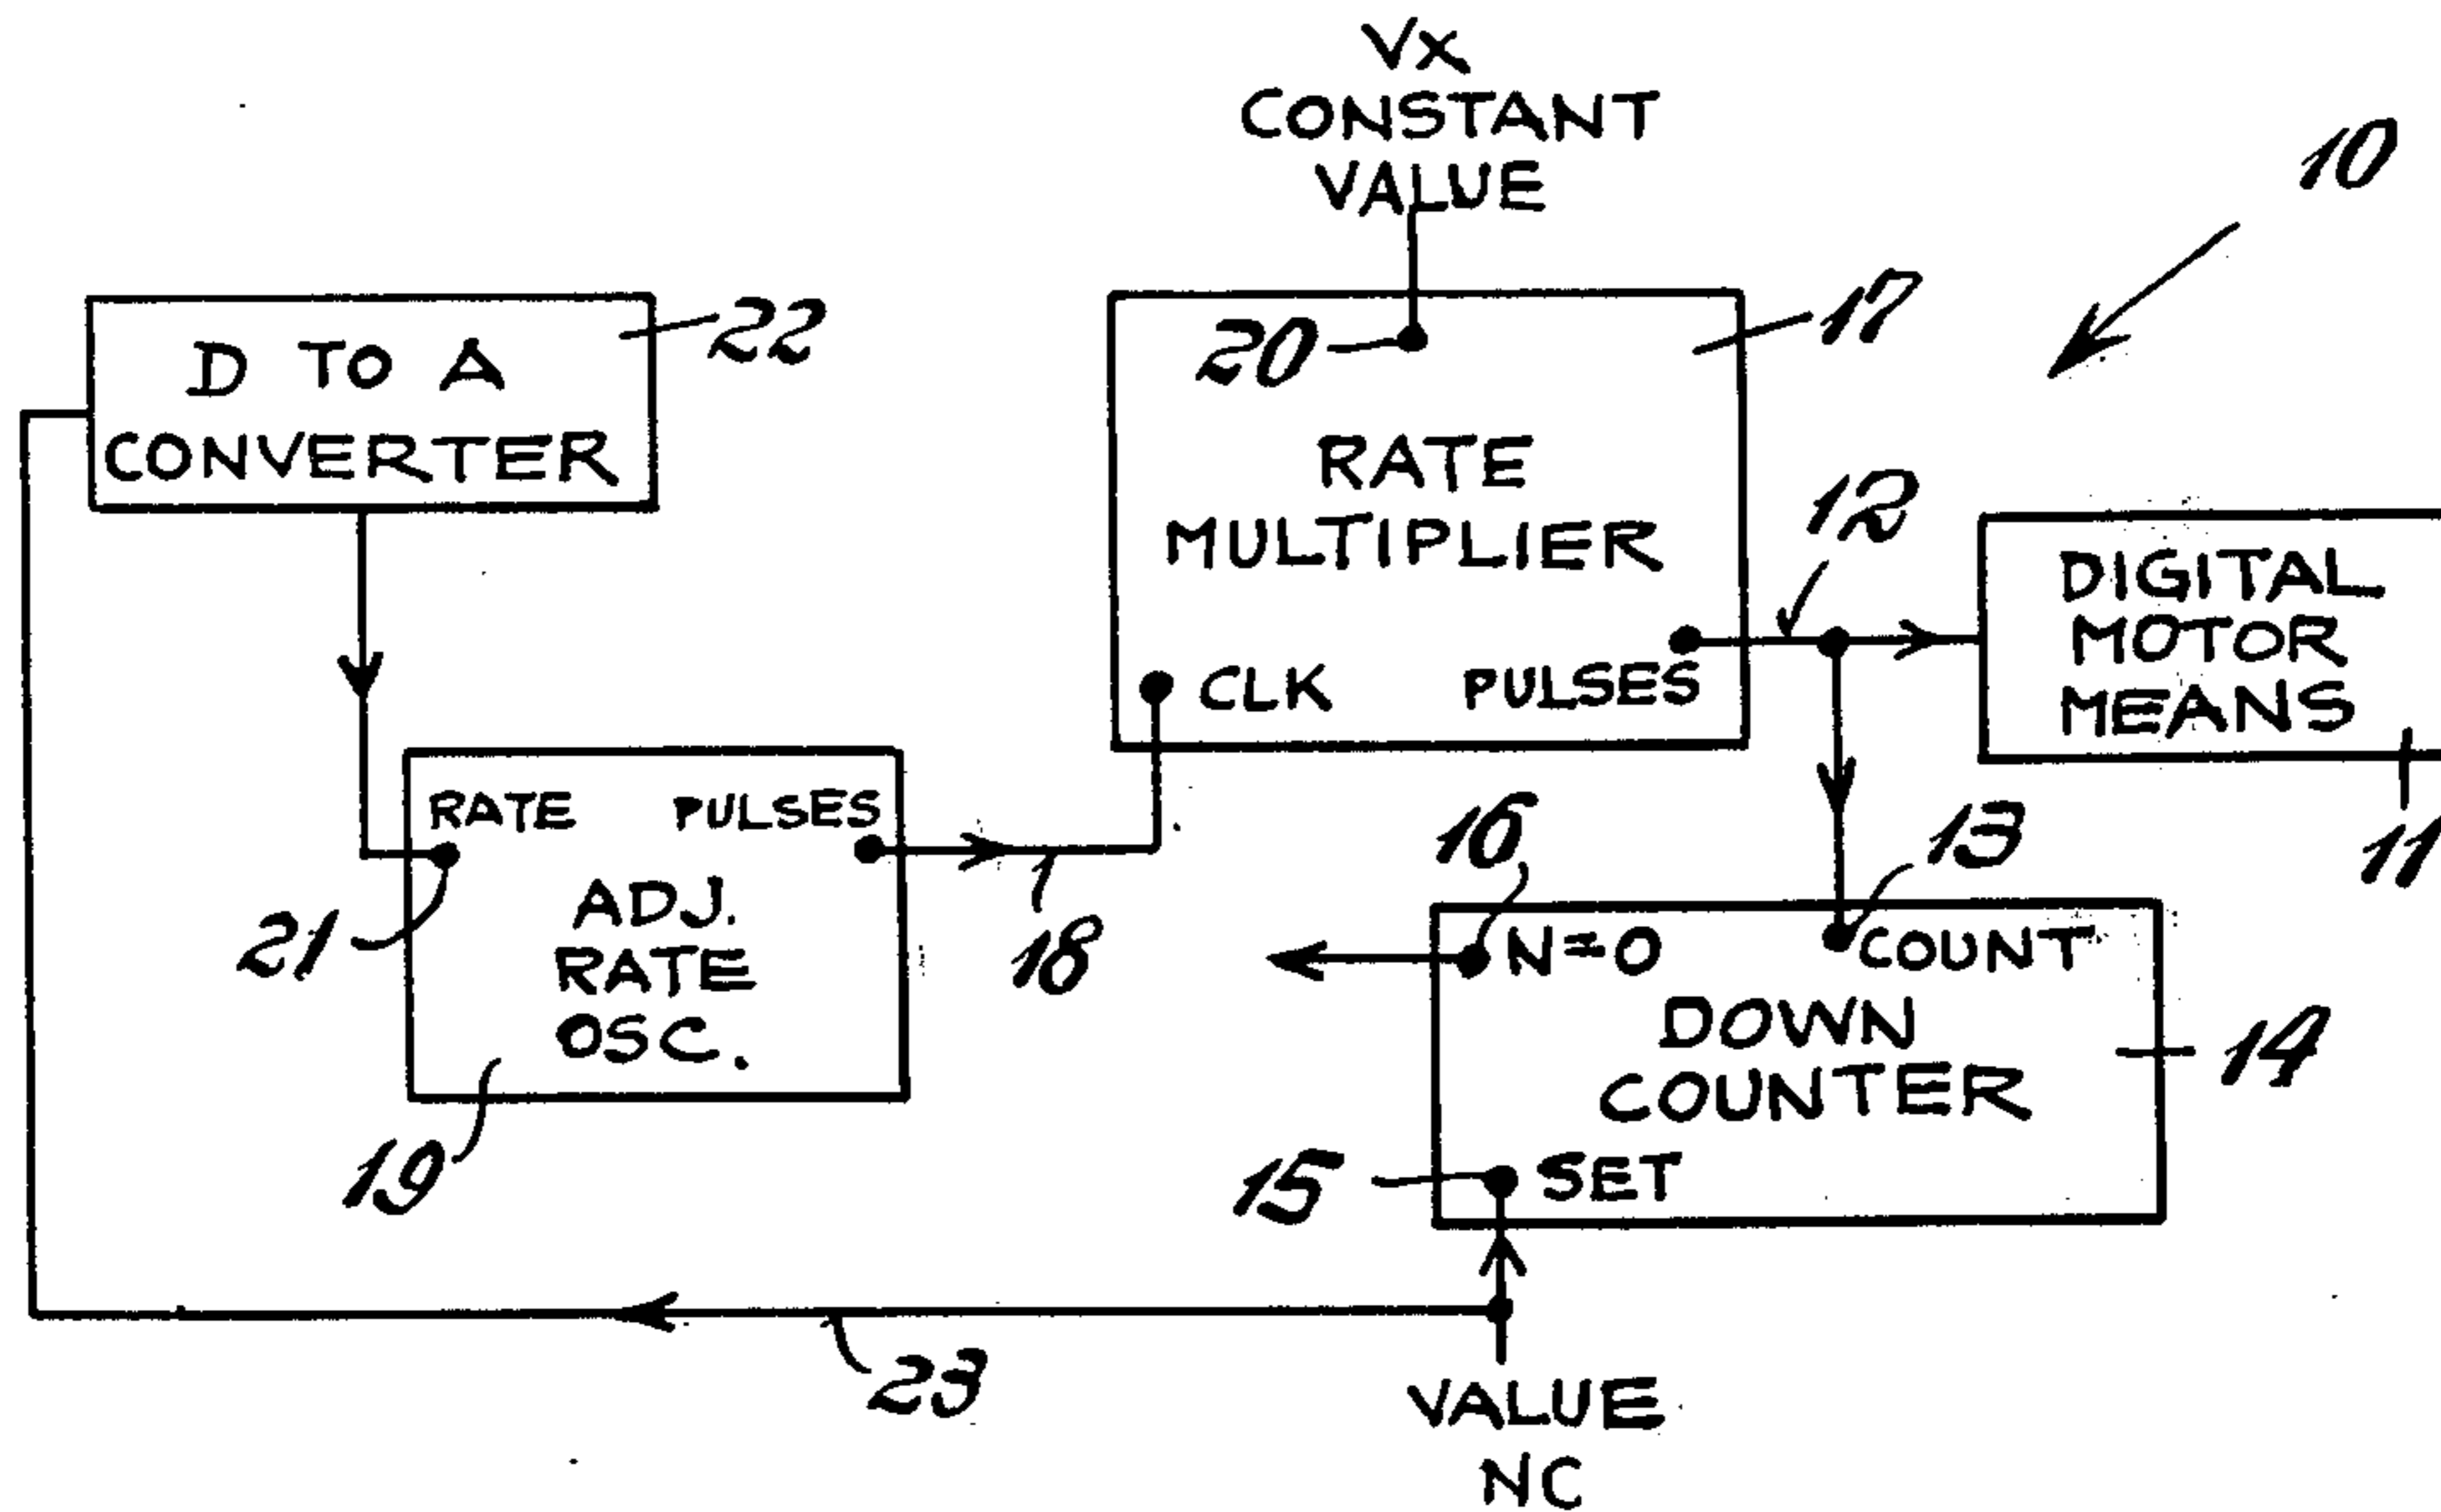 Vx
CONSTANT
VALUE
10
D TO A
CONVERTER
22
20
17
RATE
MULTIPLIER
CLK PULSES
12
DIGITAL
MOTOR
MEANS
11
RATE PULSES
ADJ.
RATE
OSC.
21
18
19
16
13
N=0 COUNT
DOWN
COUNTER
14
15
SET
23
VALUE
NC